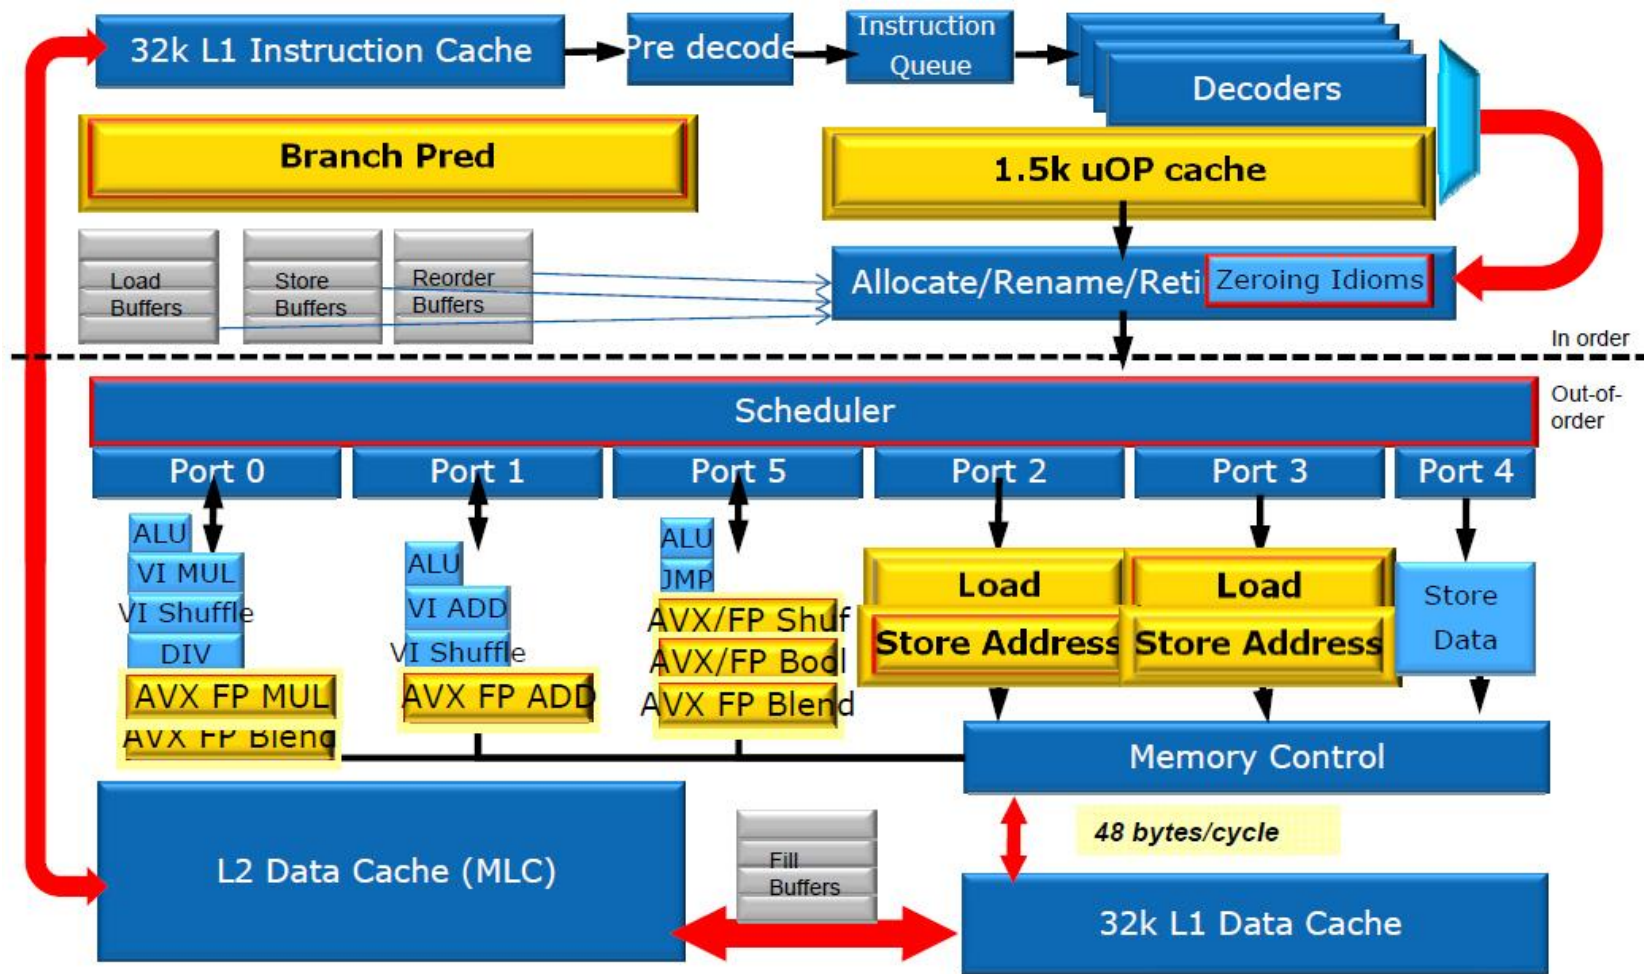 32k L1 Instruction Cache
Pre decode
Instruction
Queue
Decoders
Branch Pred
1.5k uOP cache
Load
Buffers
Store
Buffers
Reorder
Buffers
Allocate/Rename/Reti
Zeroing Idioms
In order
Scheduler
Out-of-
order
Port 0
Port 1
Port 5
Port 2
Port 3
Port 4
ALU
VI MUL
VI Shuffle
DIV
AVX FP MUL
AVX FP Blend
ALU
VI ADD
VI Shuffle
AVX FP ADD
ALU
JMP
AVX/FP Shuf
AVX/FP Bool
AVX FP Blend
Load
Store Address
Load
Store Address
Store
Data
Memory Control
48 bytes/cycle
L2 Data Cache (MLC)
Fill
Buffers
32k L1 Data Cache